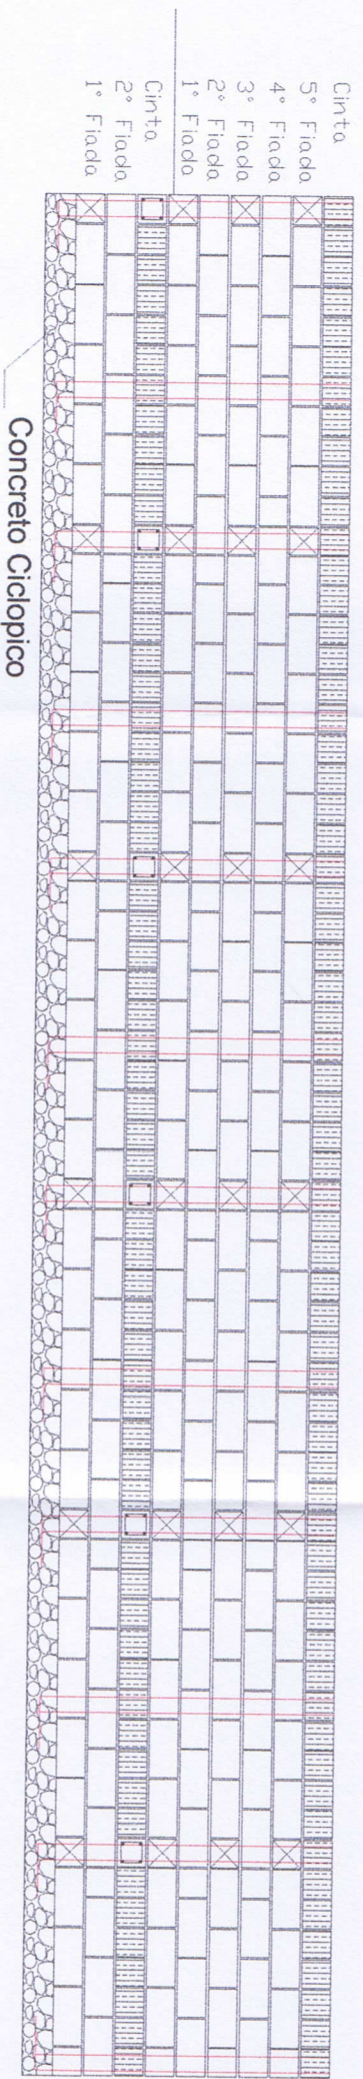 Cinta
5° Fiada
4° Fiada
3° Fiada
2° Fiada
1° Fiada
Cinta
2° Fiada
1° Fiada
Concreto Ciclopico